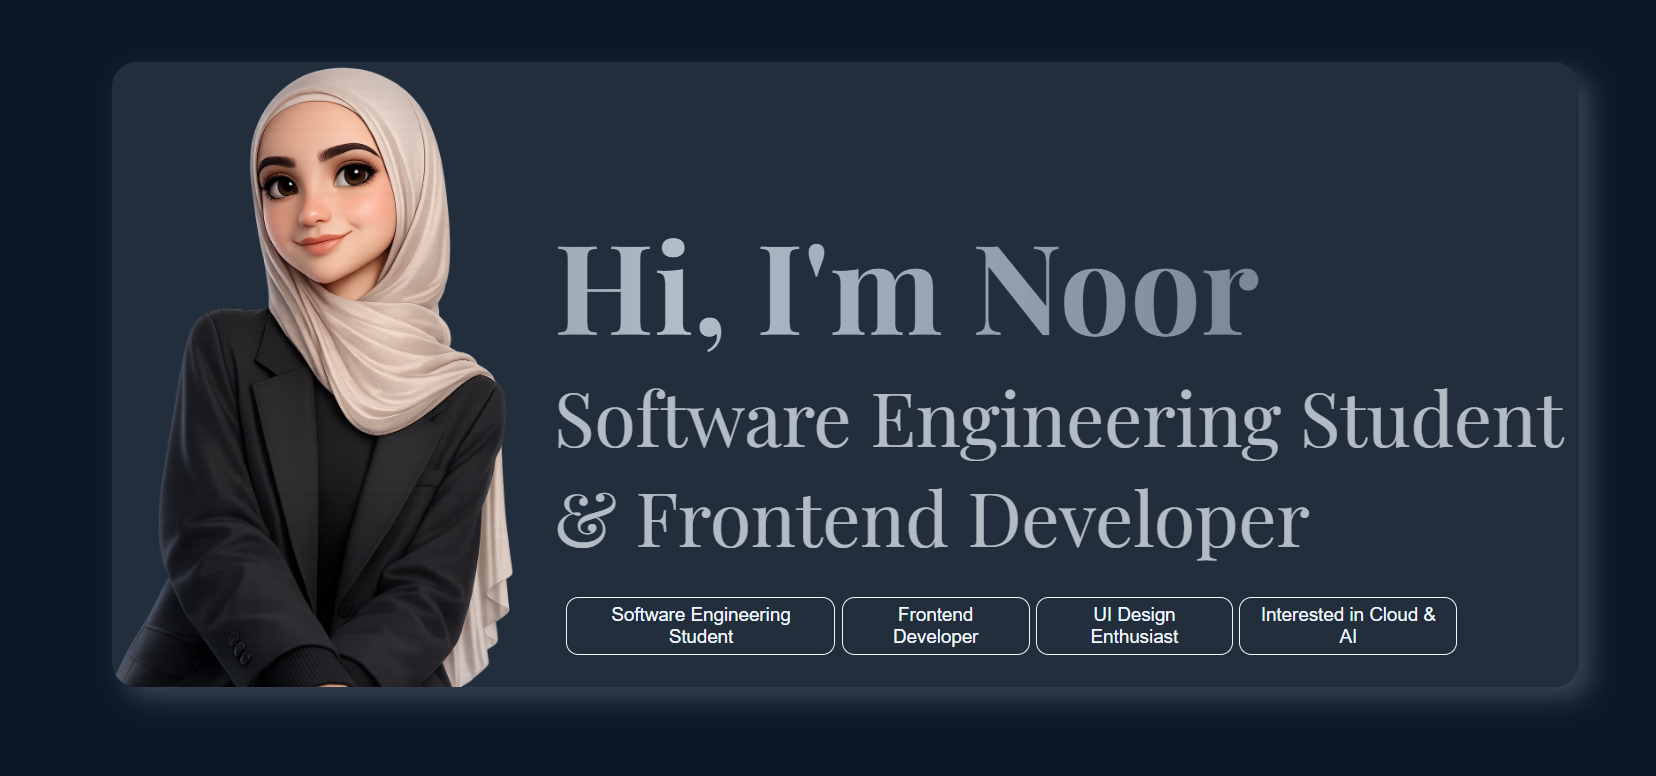 Hi, I'm Noor
Software Engineering Student
& Frontend Developer
Software Engineering
Student
Frontend
Developer
UI Design
Enthusiast
Interested in Cloud &
AI